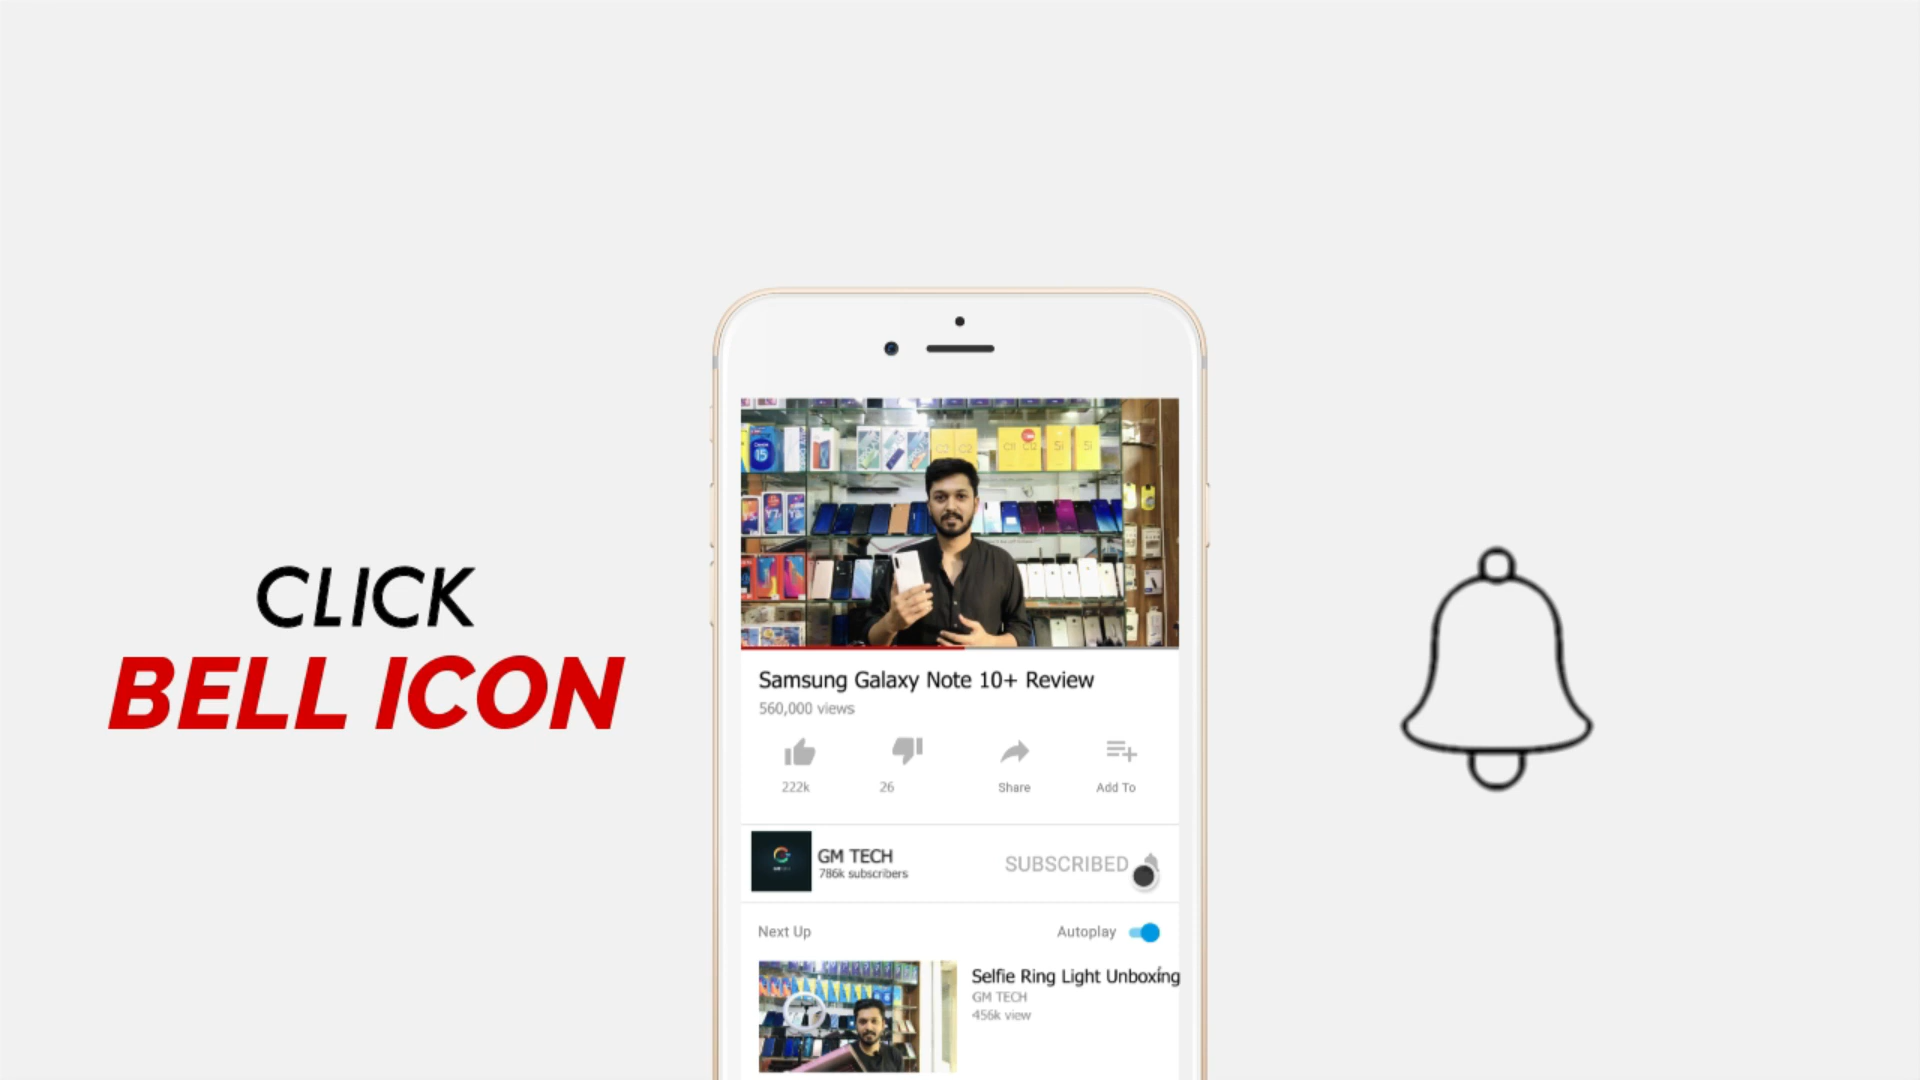 CLICK
BELL ICON
Samsung Galaxy Note 10+ Review
560,000 views
222k
26
Share
Add To
GM TECH
786k subscribers
SUBSCRIBED
Next Up
Autoplay
Selfie Ring Light Unboxing
GM TECH
456k view